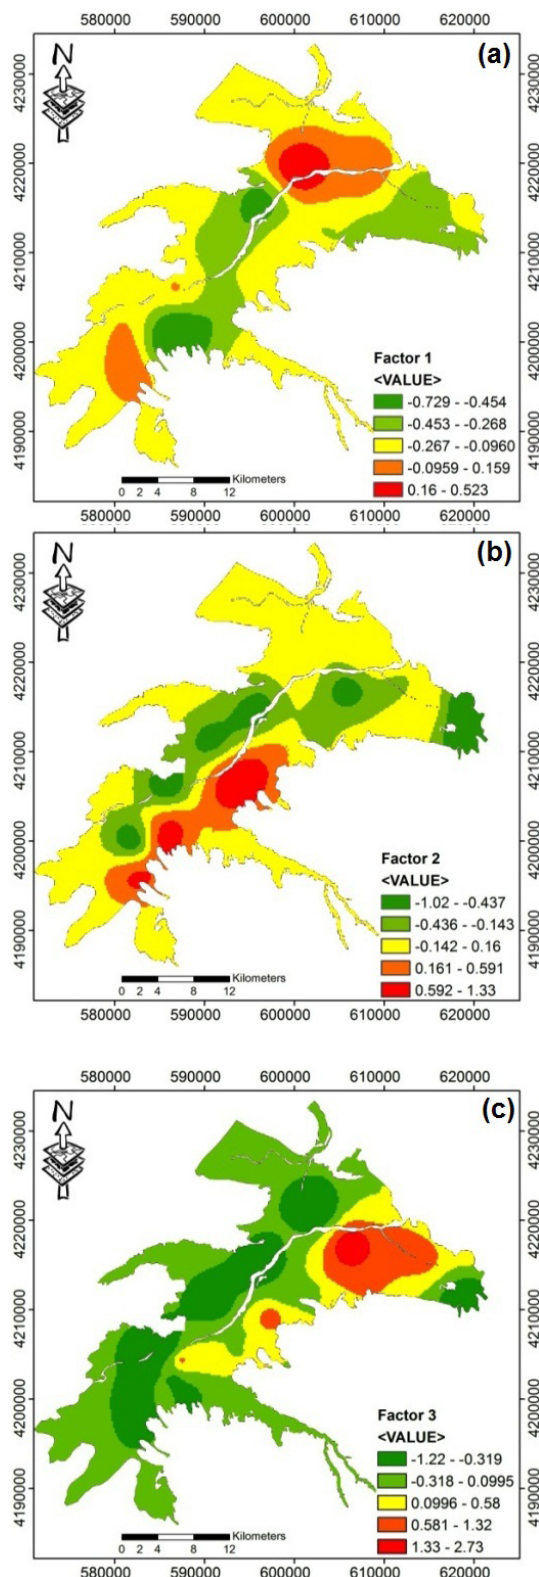 580000 590000 600000 610000 620000
(a)
N
4230000
4220000
4210000
4200000
4190000
Factor 1
<VALUE>
-0.729 - -0.454
-0.453 - -0.268
-0.267 - -0.0960
-0.0959 - 0.159
0.16 - 0.523
Kilometers
0 2 4 8 12
580000 590000 600000 610000 620000
(b)
N
4230000
4220000
4210000
4200000
4190000
Factor 2
<VALUE>
-1.02 - -0.437
-0.436 - -0.143
-0.142 - 0.16
0.161 - 0.591
0.592 - 1.33
Kilometers
0 2 4 8 12
580000 590000 600000 610000 620000
580000 590000 600000 610000 620000
(c)
N
4230000
4220000
4210000
4200000
4190000
Factor 3
<VALUE>
-1.22 - -0.319
-0.318 - 0.0995
0.0996 - 0.58
0.581 - 1.32
1.33 - 2.73
Kilometers
0 2 4 8 12
580000 590000 600000 610000 620000